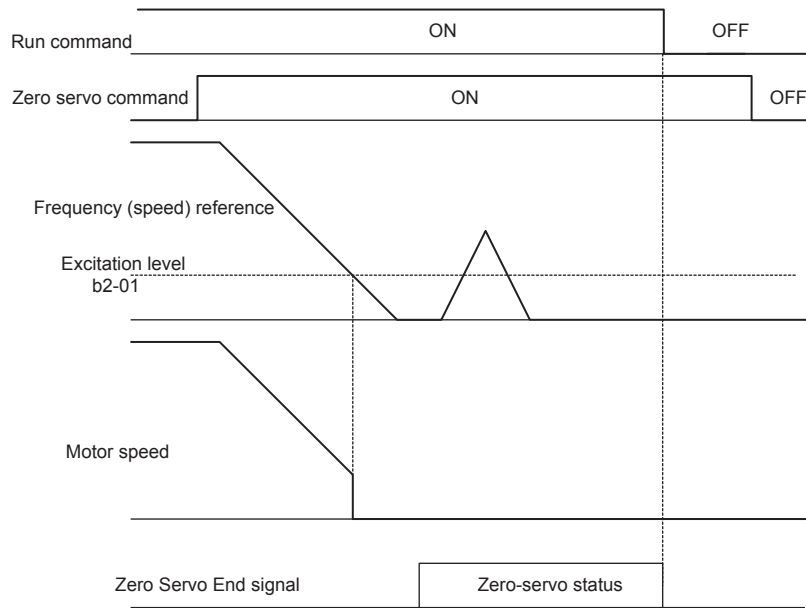 Run command
ON
OFF
Zero servo command
ON
OFF
Frequency (speed) reference
Excitation level
b2-01
Motor speed
Zero Servo End signal
Zero-servo status